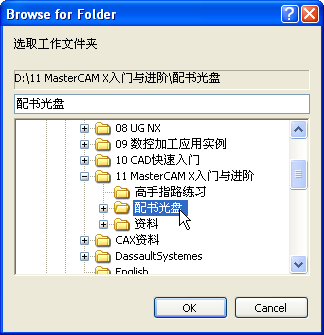 Browse for Folder
选取工作文件夹
D:\11 MasterCAM X入门与进阶\配书光盘
配书光盘
08 UG NX
09 数控加工应用实例
10 CAD快速入门
11 MasterCAM X入门与进阶
高手指路练习
配书光盘
资料
CAX资料
DassaultSystemes
English
OK
Cancel